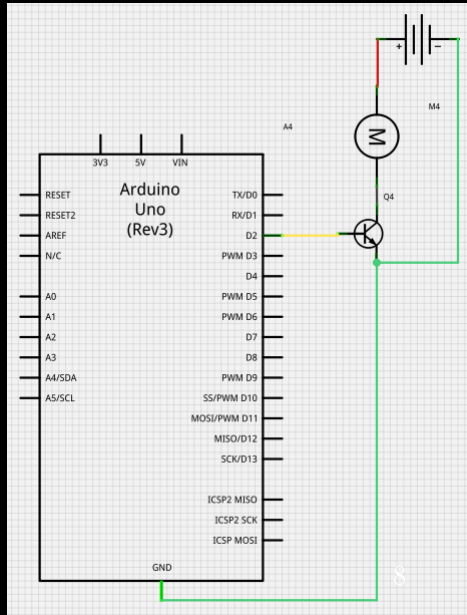 + −
M4
M
A4
3V3 5V VIN
Arduino
Uno
(Rev3)
Q4
RESET
RESET2
AREF
N/C
A0
A1
A2
A3
A4/SDA
A5/SCL
TX/D0
RX/D1
D2
PWM D3
D4
PWM D5
PWM D6
D7
D8
PWM D9
SS/PWM D10
MOSI/PWM D11
MISO/D12
SCK/D13
ICSP2 MISO
ICSP2 SCK
ICSP MOSI
GND
8